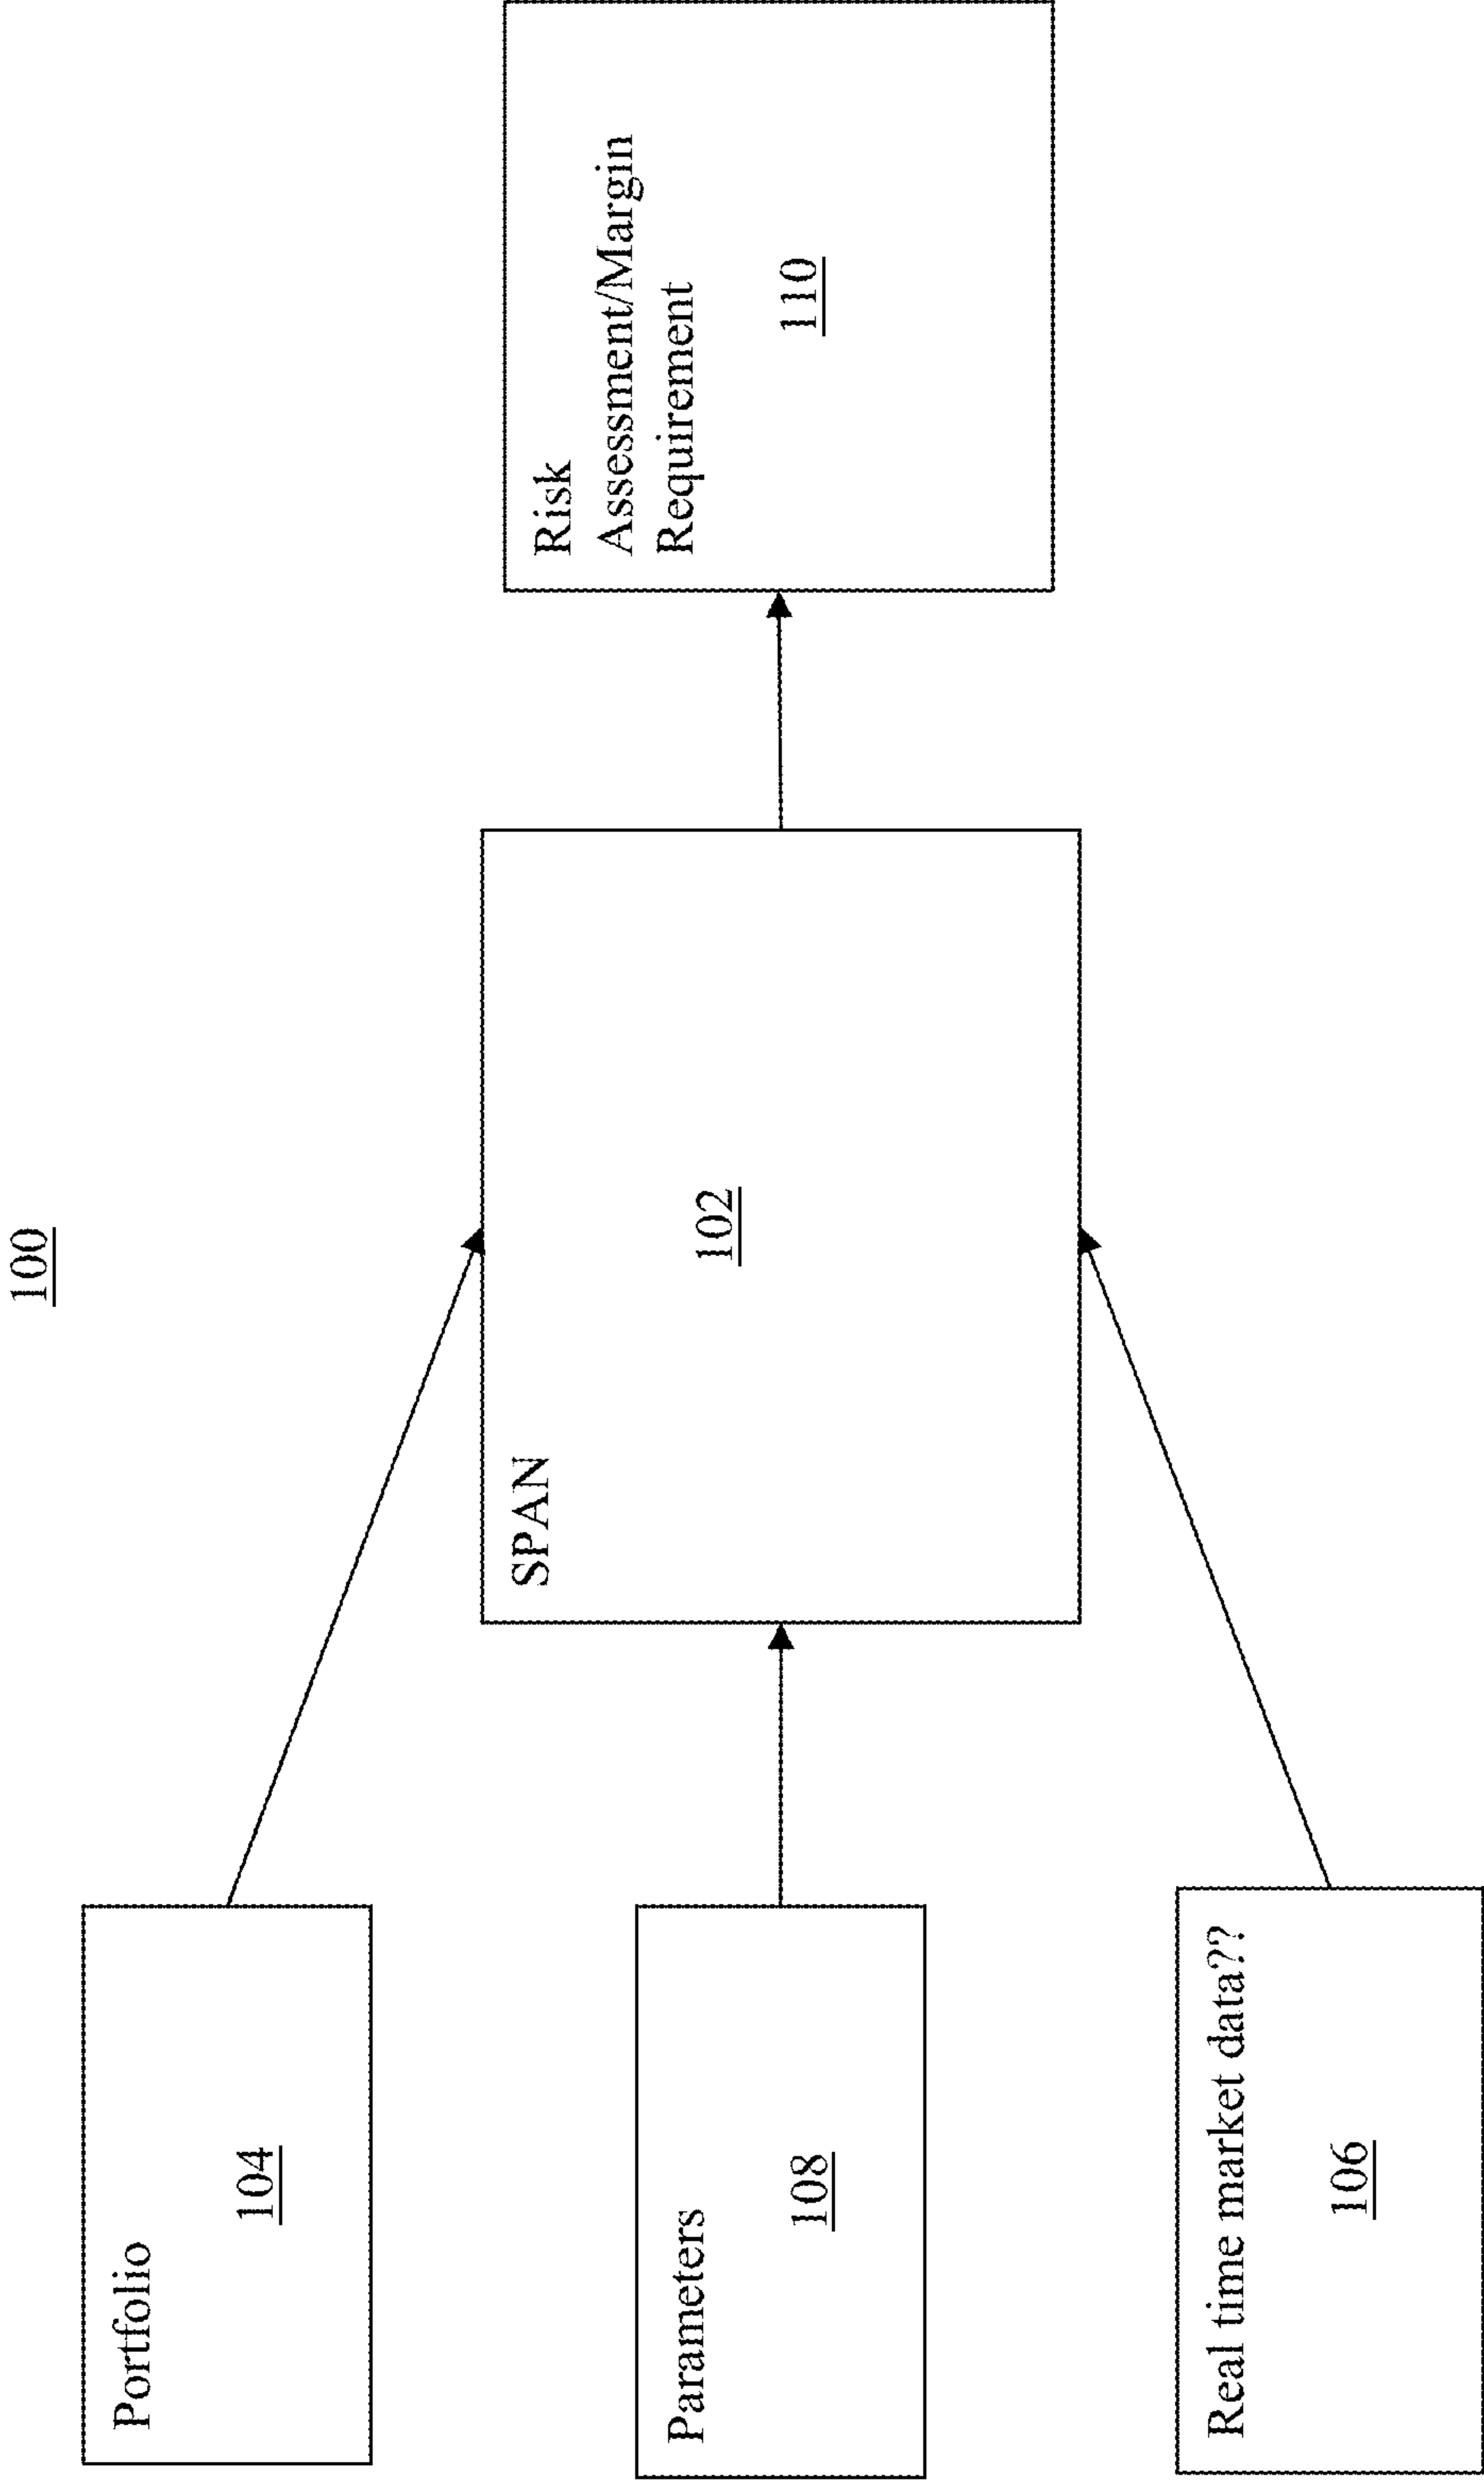 100
Portfolio
104
Parameters
108
Real time market data??
106
SPAN
102
Risk
Assessment/Margin
Requirement
110